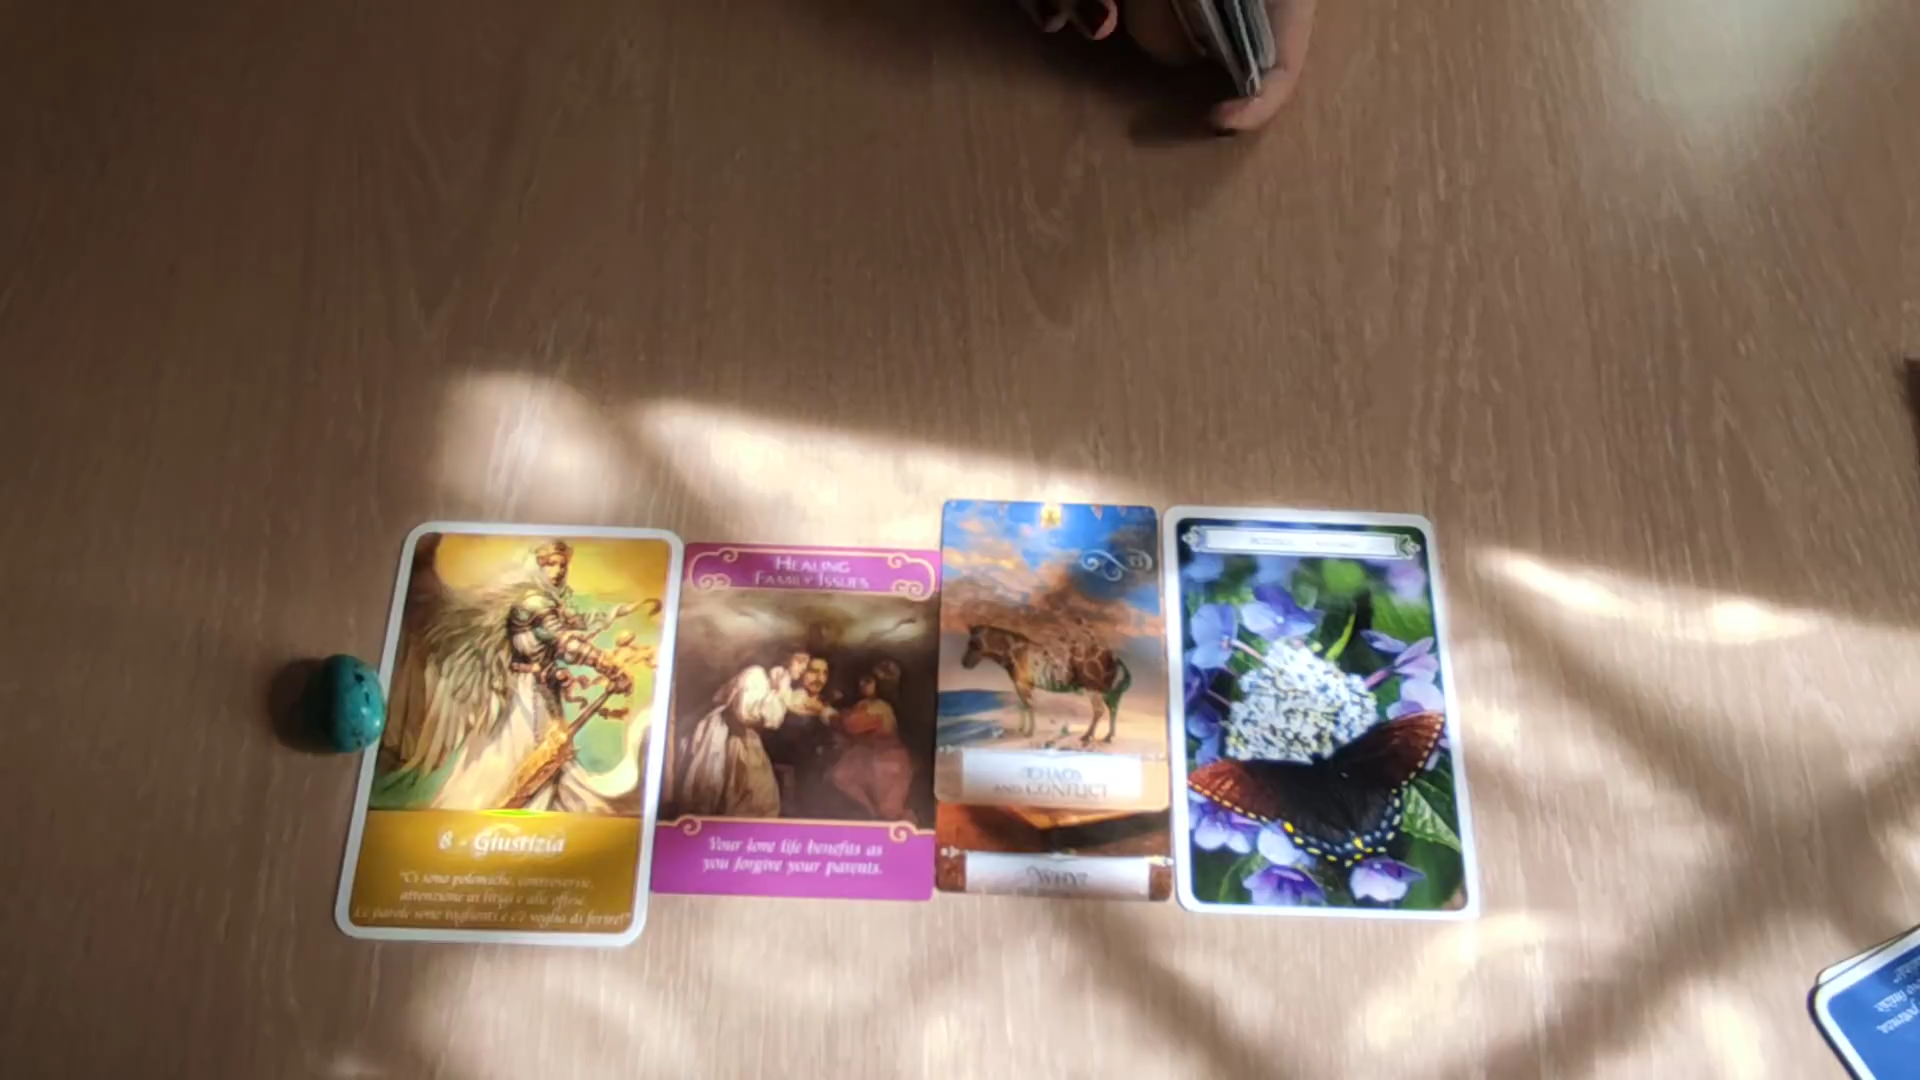 8 - Giustizia
"Ci sono polemiche, controversie,
attenzione ai litigi e alle offese.
Le parole sono taglienti e c'è voglia di ferire!"
HEALING
FAMILY ISSUES
Your love life benefits as
you forgive your parents.
CHAOS
AND CONFLICT
WHY?